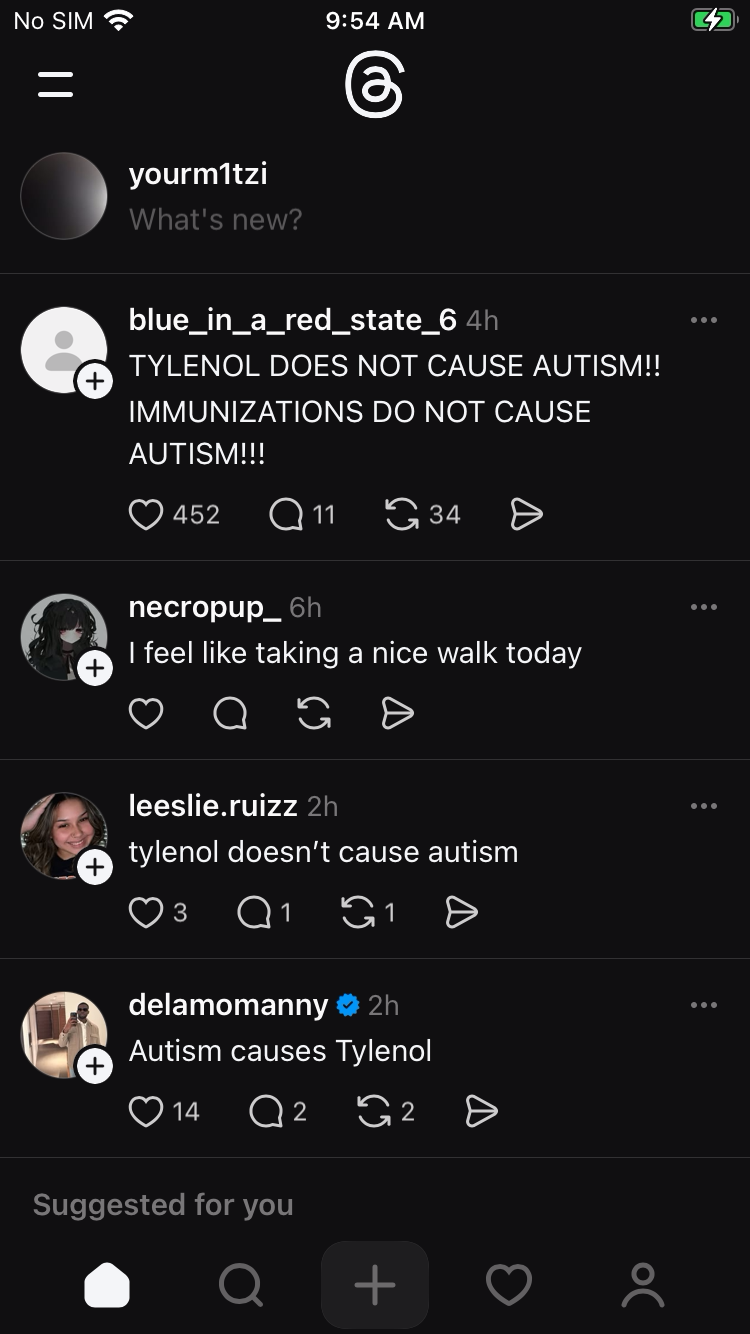 No SIM 9:54 AM
yourm1tzi
What's new?
blue_in_a_red_state_6 4h
TYLENOL DOES NOT CAUSE AUTISM!!
IMMUNIZATIONS DO NOT CAUSE
AUTISM!!!
452 11 34
necropup_ 6h
I feel like taking a nice walk today
leeslie.ruizz 2h
tylenol doesn’t cause autism
3 1 1
delamomanny 2h
Autism causes Tylenol
14 2 2
Suggested for you